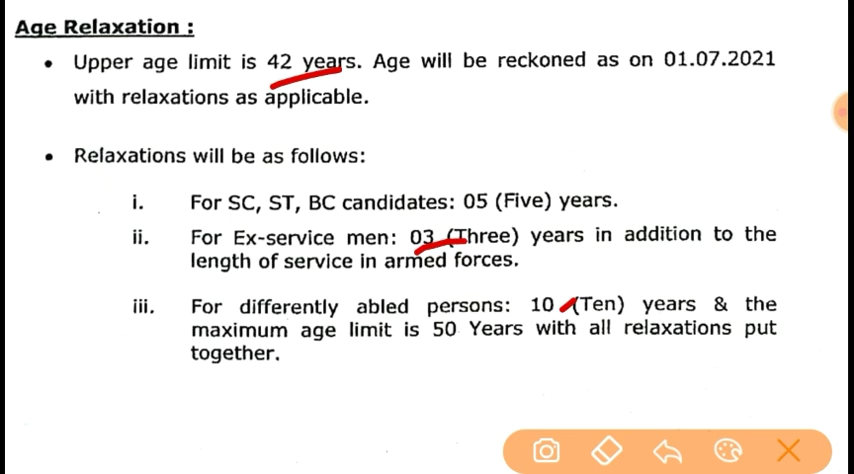 Age Relaxation :
• Upper age limit is 42 years. Age will be reckoned as on 01.07.2021
with relaxations as applicable.
• Relaxations will be as follows:
i. For SC, ST, BC candidates: 05 (Five) years.
ii. For Ex-service men: 03 (Three) years in addition to the
length of service in armed forces.
iii. For differently abled persons: 10 (Ten) years & the
maximum age limit is 50 Years with all relaxations put
together.